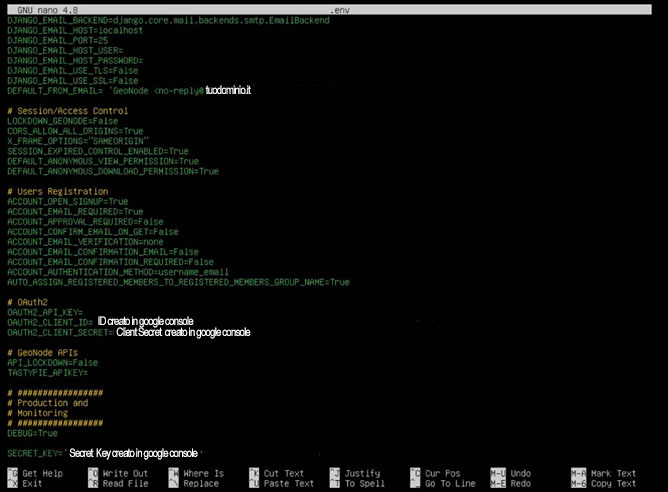 GNU nano 4.8 .env
DJANGO_EMAIL_BACKEND=django.core.mail.backends.smtp.EmailBackend
DJANGO_EMAIL_HOST=localhost
DJANGO_EMAIL_PORT=25
DJANGO_EMAIL_HOST_USER=
DJANGO_EMAIL_HOST_PASSWORD=
DJANGO_EMAIL_USE_TLS=False
DJANGO_EMAIL_USE_SSL=False
DEFAULT_FROM_EMAIL= 'GeoNode <no-reply@ tuodominio.it
# Session/Access Control
LOCKDOWN_GEONODE=False
CORS_ALLOW_ALL_ORIGINS=True
X_FRAME_OPTIONS="SAMEORIGIN"
SESSION_EXPIRED_CONTROL_ENABLED=True
DEFAULT_ANONYMOUS_VIEW_PERMISSION=True
DEFAULT_ANONYMOUS_DOWNLOAD_PERMISSION=True
# Users Registration
ACCOUNT_OPEN_SIGNUP=True
ACCOUNT_EMAIL_REQUIRED=True
ACCOUNT_APPROVAL_REQUIRED=False
ACCOUNT_CONFIRM_EMAIL_ON_GET=False
ACCOUNT_EMAIL_VERIFICATION=none
ACCOUNT_EMAIL_CONFIRMATION_EMAIL=False
ACCOUNT_EMAIL_CONFIRMATION_REQUIRED=False
ACCOUNT_AUTHENTICATION_METHOD=username_email
AUTO_ASSIGN_REGISTERED_MEMBERS_TO_REGISTERED_MEMBERS_GROUP_NAME=True
# OAuth2
OAUTH2_API_KEY=
OAUTH2_CLIENT_ID= ID creato in google console
OAUTH2_CLIENT_SECRET= Client Secret creato in google console
# GeoNode APIs
API_LOCKDOWN=False
TASTYPIE_APIKEY=
# #################
# Production and
# Monitoring
# #################
DEBUG=True
SECRET_KEY=' Secret Key creato in google console '
^G Get Help ^O Write Out ^W Where Is ^K Cut Text ^J Justify ^C Cur Pos M-U Undo M-A Mark Text
^X Exit ^R Read File ^\ Replace ^U Paste Text ^T To Spell ^_ Go To Line M-E Redo M-6 Copy Text